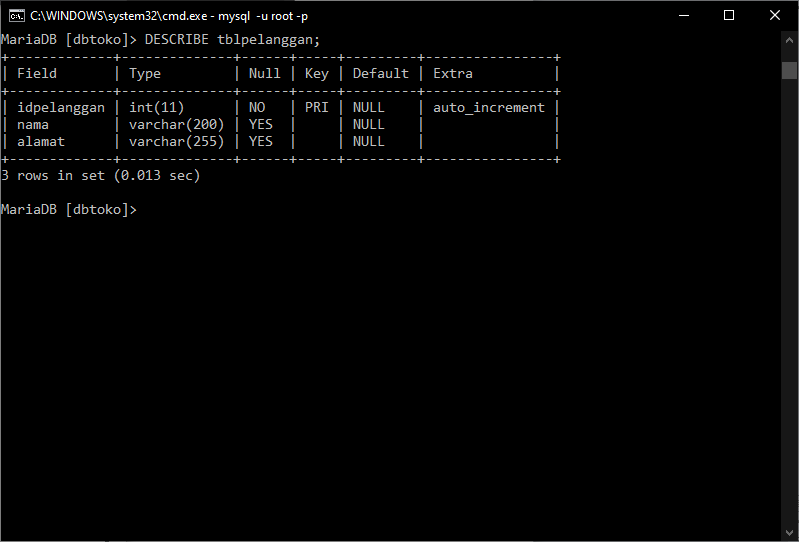 C:\WINDOWS\system32\cmd.exe - mysql  -u root -p
MariaDB [dbtoko]> DESCRIBE tblpelanggan;
+-------------+--------------+------+-----+---------+----------------+
| Field       | Type         | Null | Key | Default | Extra          |
+-------------+--------------+------+-----+---------+----------------+
| idpelanggan | int(11)      | NO   | PRI | NULL    | auto_increment |
| nama        | varchar(200) | YES  |     | NULL    |                |
| alamat      | varchar(255) | YES  |     | NULL    |                |
+-------------+--------------+------+-----+---------+----------------+
3 rows in set (0.013 sec)
MariaDB [dbtoko]>